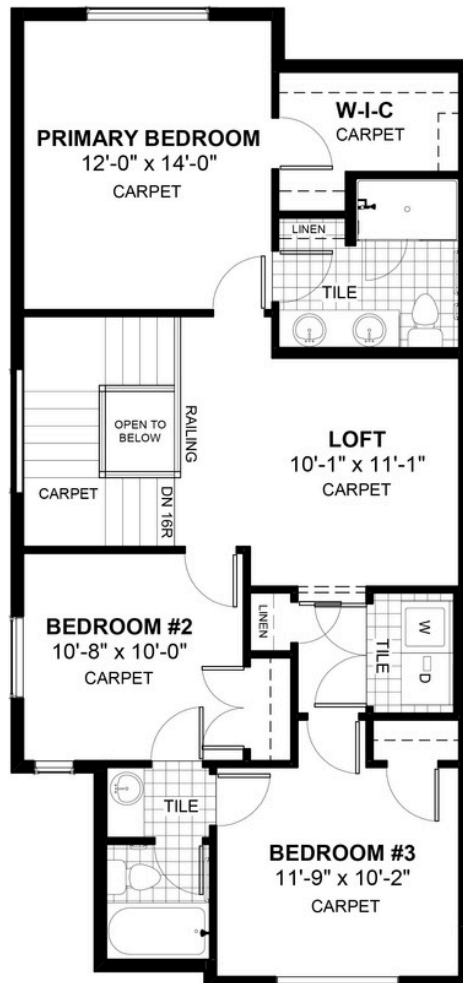 PRIMARY BEDROOM
12'-0" x 14'-0"
CARPET
W-I-C
CARPET
LINEN
TILE
OPEN TO
BELOW
RAILING
CARPET
DN 16R
LOFT
10'-1" x 11'-1"
CARPET
BEDROOM #2
10'-8" x 10'-0"
CARPET
LINEN
TILE
W
D
TILE
BEDROOM #3
11'-9" x 10'-2"
CARPET